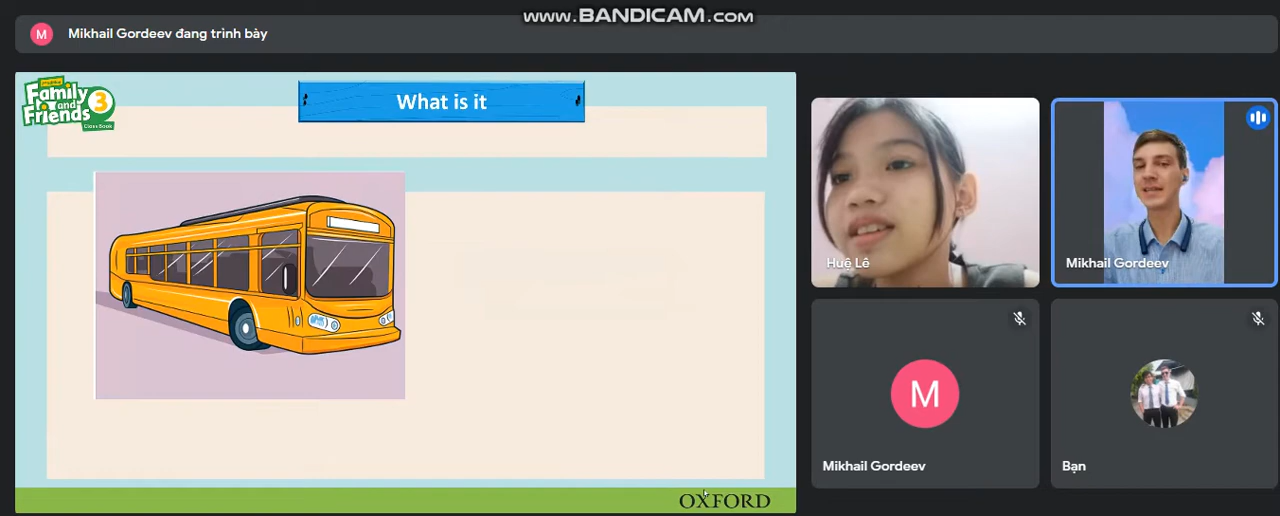 WWW.BANDICAM.COM
M
Mikhail Gordeev đang trình bày
Family
and
Friends 3
Class Book
What is it
OXFORD
Huệ Lê
Mikhail Gordeev
M
Mikhail Gordeev
Bạn